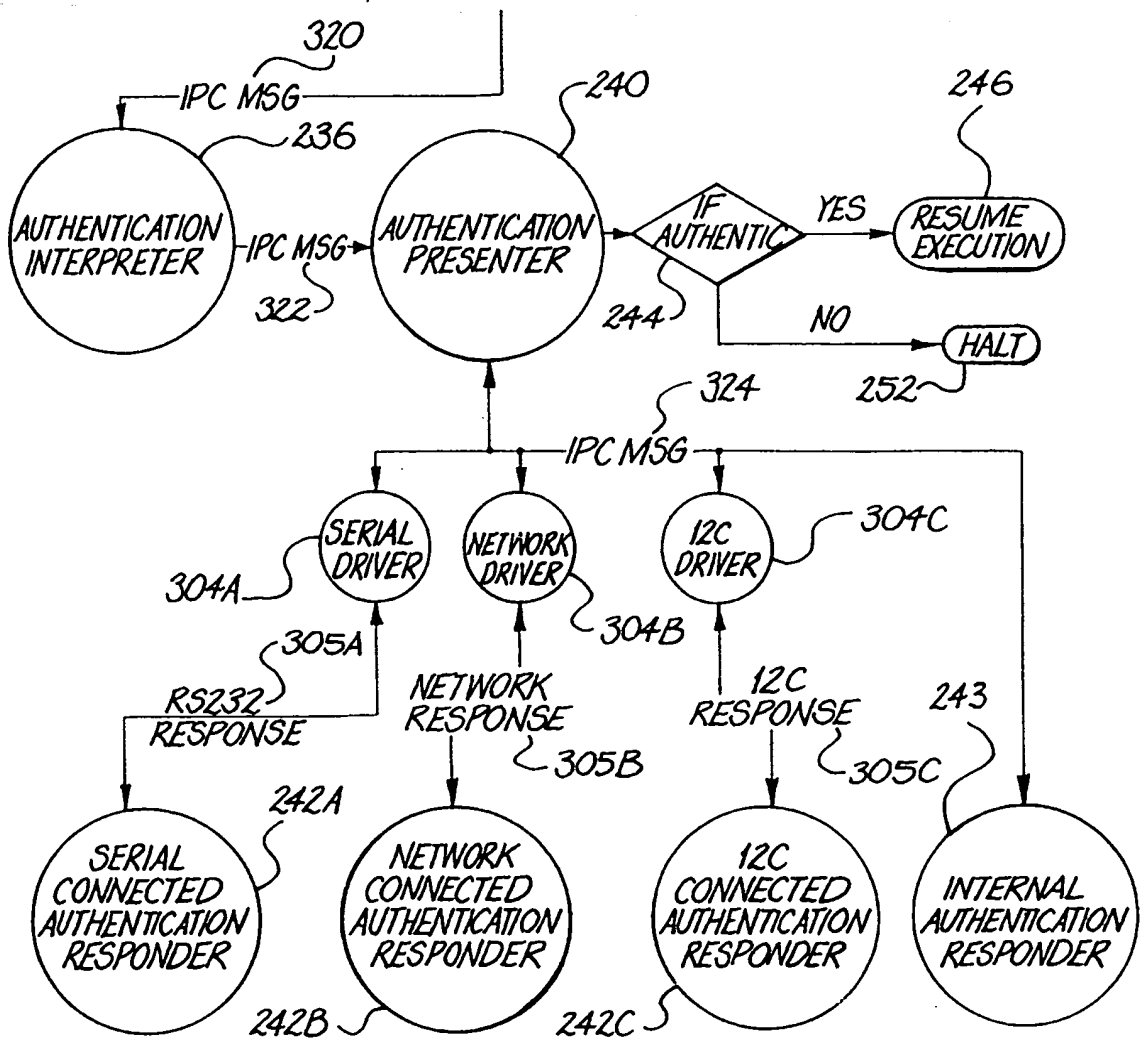 320
IPC MSG
236
240
246
AUTHENTICATION
INTERPRETER
IPC MSG
322
AUTHENTICATION
PRESENTER
IF
AUTHENTIC
244
YES
RESUME
EXECUTION
NO
HALT
252
324
IPC MSG
SERIAL
DRIVER
304A
NETWORK
DRIVER
304B
12C
DRIVER
304C
305A
RS232
RESPONSE
NETWORK
RESPONSE
305B
12C
RESPONSE
305C
243
242A
SERIAL
CONNECTED
AUTHENTICATION
RESPONDER
NETWORK
CONNECTED
AUTHENTICATION
RESPONDER
242B
12C
CONNECTED
AUTHENTICATION
RESPONDER
242C
INTERNAL
AUTHENTICATION
RESPONDER